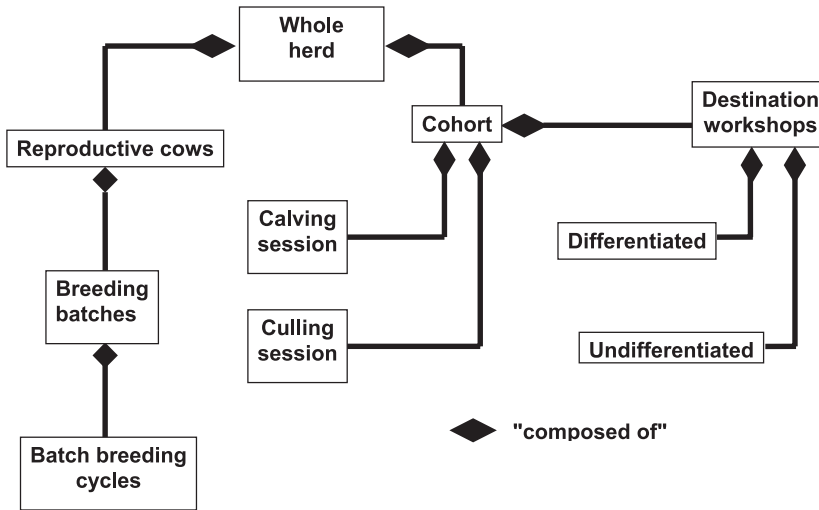 Whole
herd
Destination
workshops
Cohort
Reproductive cows
Calving
session
Differentiated
Breeding
batches
Culling
session
Undifferentiated
"composed of"
Batch breeding
cycles